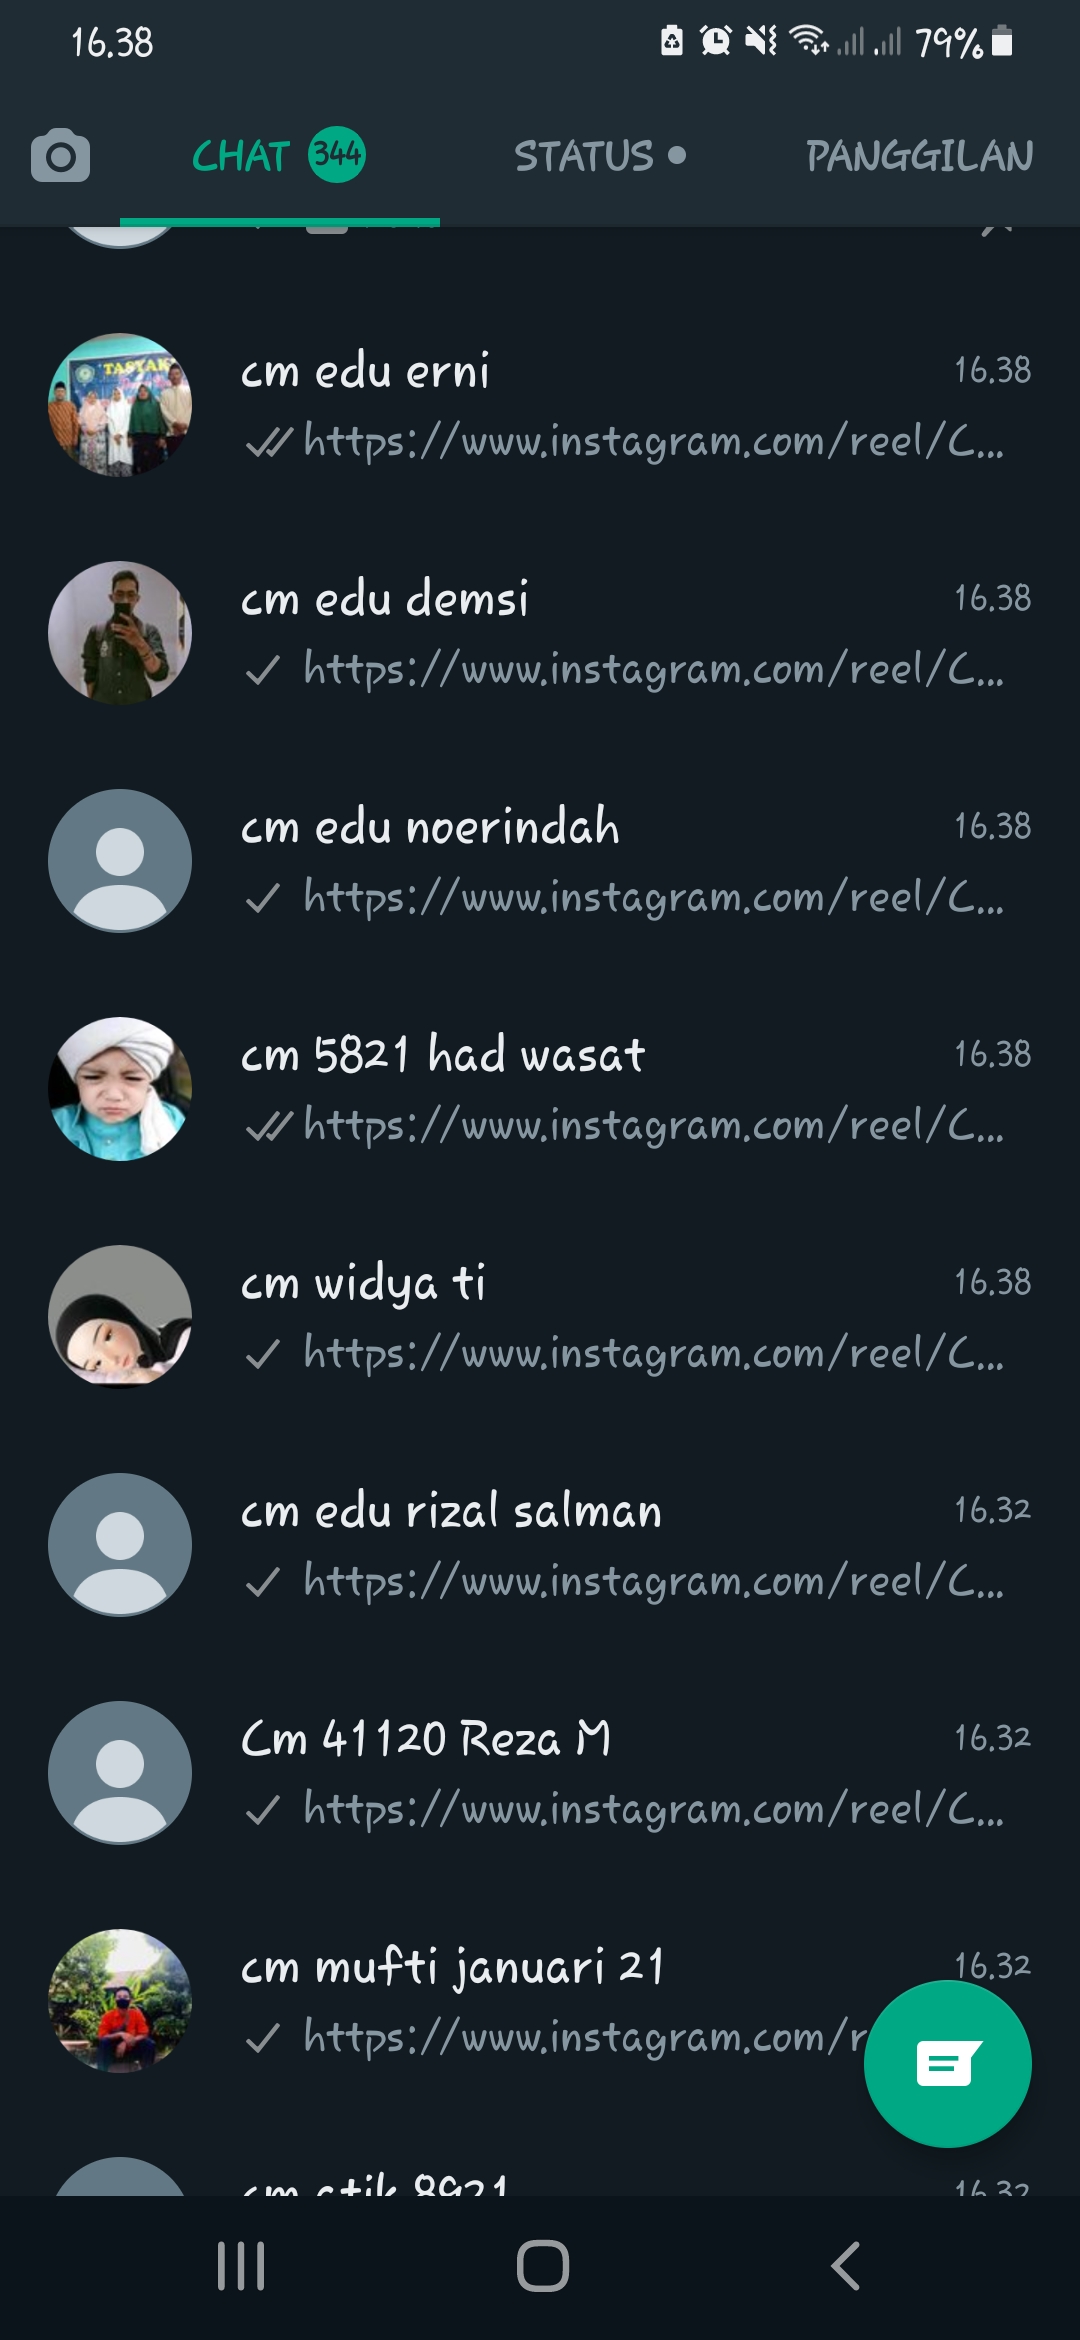 16.38
79%
CHAT 344 STATUS PANGGILAN
TASYAK
cm edu erni 16.38
https://www.instagram.com/reel/C...
cm edu demsi 16.38
https://www.instagram.com/reel/C...
cm edu noerindah 16.38
https://www.instagram.com/reel/C...
cm 5821 had wasat 16.38
https://www.instagram.com/reel/C...
cm widya ti 16.38
https://www.instagram.com/reel/C...
cm edu rizal salman 16.32
https://www.instagram.com/reel/C...
Cm 41120 Reza M 16.32
https://www.instagram.com/reel/C...
cm mufti januari 21 16.32
https://www.instagram.com/r
cm 8921 16.32